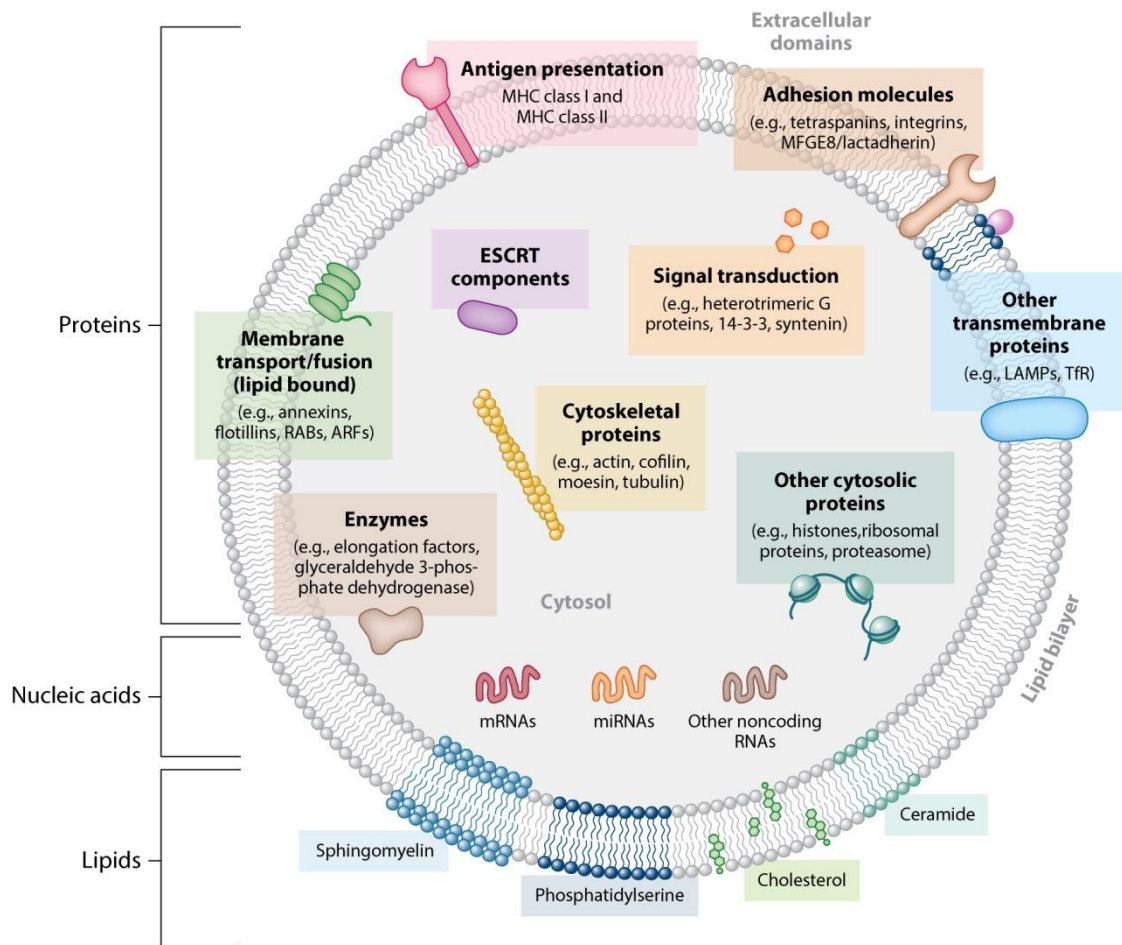 Extracellular
domains
Antigen presentation
MHC class I and
MHC class II
Adhesion molecules
(e.g., tetraspanins, integrins,
MFGE8/lactadherin)
ESCRT
components
Signal transduction
(e.g., heterotrimeric G
proteins, 14-3-3, syntenin)
Other
transmembrane
proteins
(e.g., LAMPs, TfR)
Proteins
Membrane
transport/fusion
(lipid bound)
(e.g., annexins,
flotillins, RABs, ARFs)
Cytoskeletal
proteins
(e.g., actin, cofilin,
moesin, tubulin)
Other cytosolic
proteins
(e.g., histones,ribosomal
proteins, proteasome)
Enzymes
(e.g., elongation factors,
glyceraldehyde 3-phos-
phate dehydrogenase)
Cytosol
Lipid bilayer
Nucleic acids
mRNAs
miRNAs
Other noncoding
RNAs
Lipids
Sphingomyelin
Phosphatidylserine
Cholesterol
Ceramide